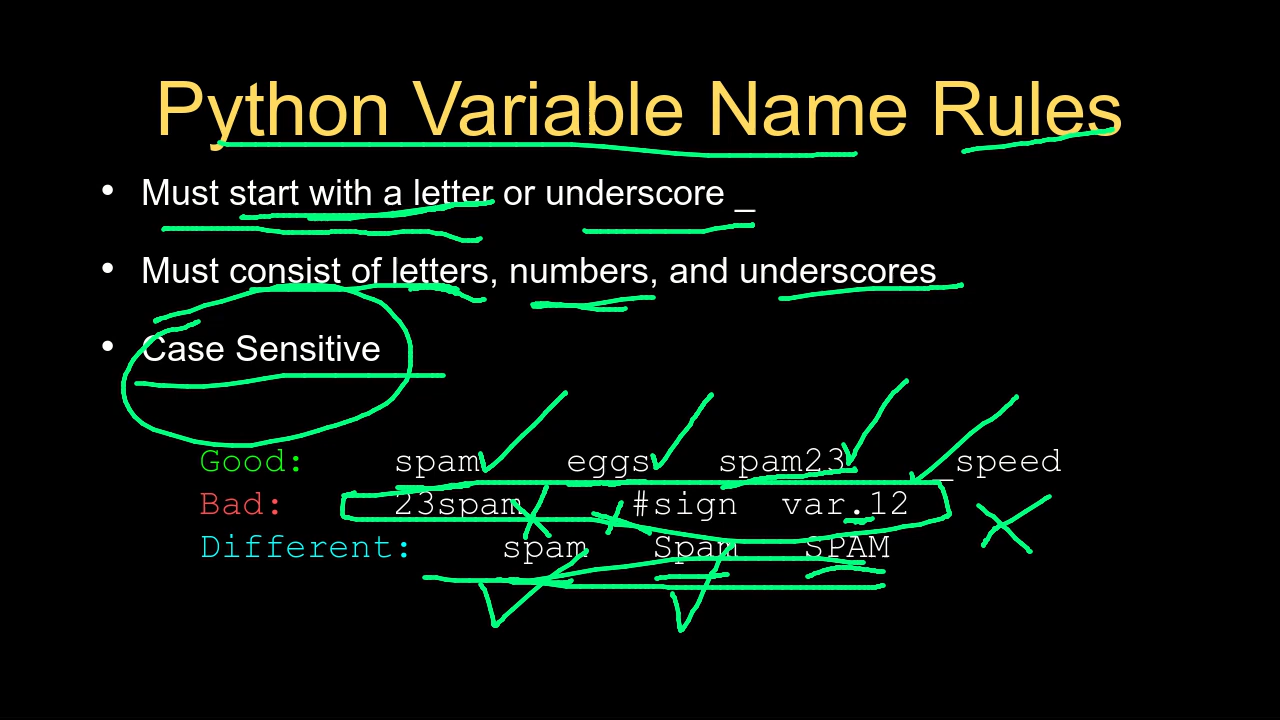 Python Variable Name Rules
• Must start with a letter or underscore _
• Must consist of letters, numbers, and underscores
• Case Sensitive
Good: spam eggs spam23 _speed
Bad: 23spam #sign var.12
Different: spam Spam SPAM